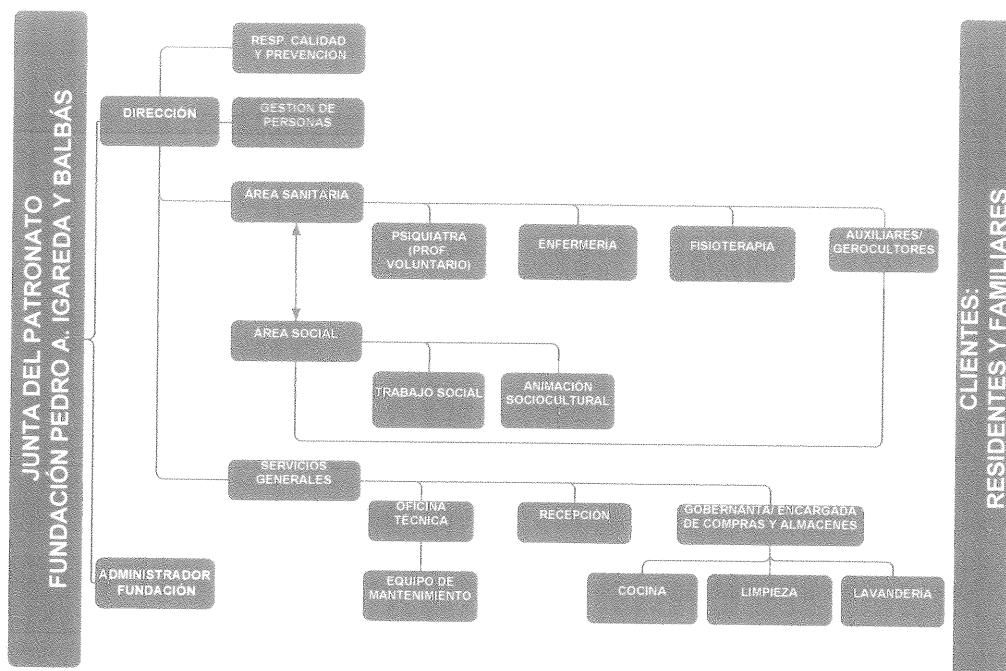 JUNTA DEL PATRONATO
FUNDACIÓN PEDRO A. IGAREDA Y BALBÁS
RESP. CALIDAD
Y PREVENCION
DIRECCIÓN
GESTION DE
PERSONAS
ÁREA SANITARIA
PSIQUIATRA
(PROF.
VOLUNTARIO)
ENFERMERIA
FISIOTERAPIA
AUXILIARES/
GEROCULTORES
ÁREA SOCIAL
TRABAJO SOCIAL
ANIMACIÓN
SOCIOCULTURAL
SERVICIOS
GENERALES
OFICINA
TÉCNICA
RECEPCIÓN
GOBERNANTA/ ENCARGADA
DE COMPRAS Y ALMACENES
ADMINISTRADOR
FUNDACIÓN
EQUIPO DE
MANTENIMIENTO
COCINA
LIMPIEZA
LAVANDERÍA
CLIENTES:
RESIDENTES Y FAMILIARES